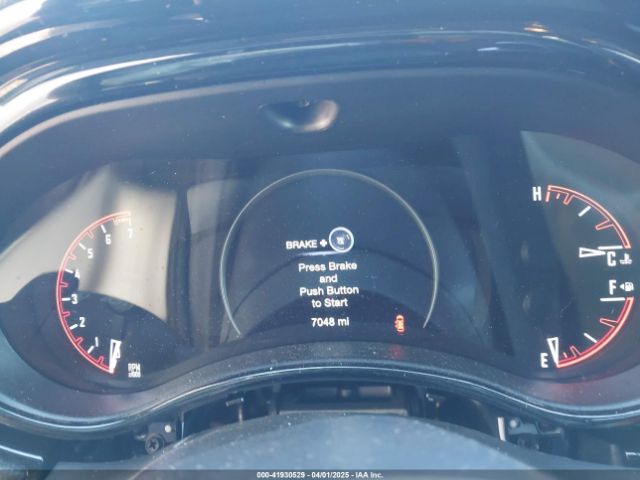 H
7
6
5
4
3
2
1
RPM
x1000
BRAKE +
Press Brake
and
Push Button
to Start
7048 mi
C
F
E
000-41930529 - 04/01/2025 - IAA Inc.